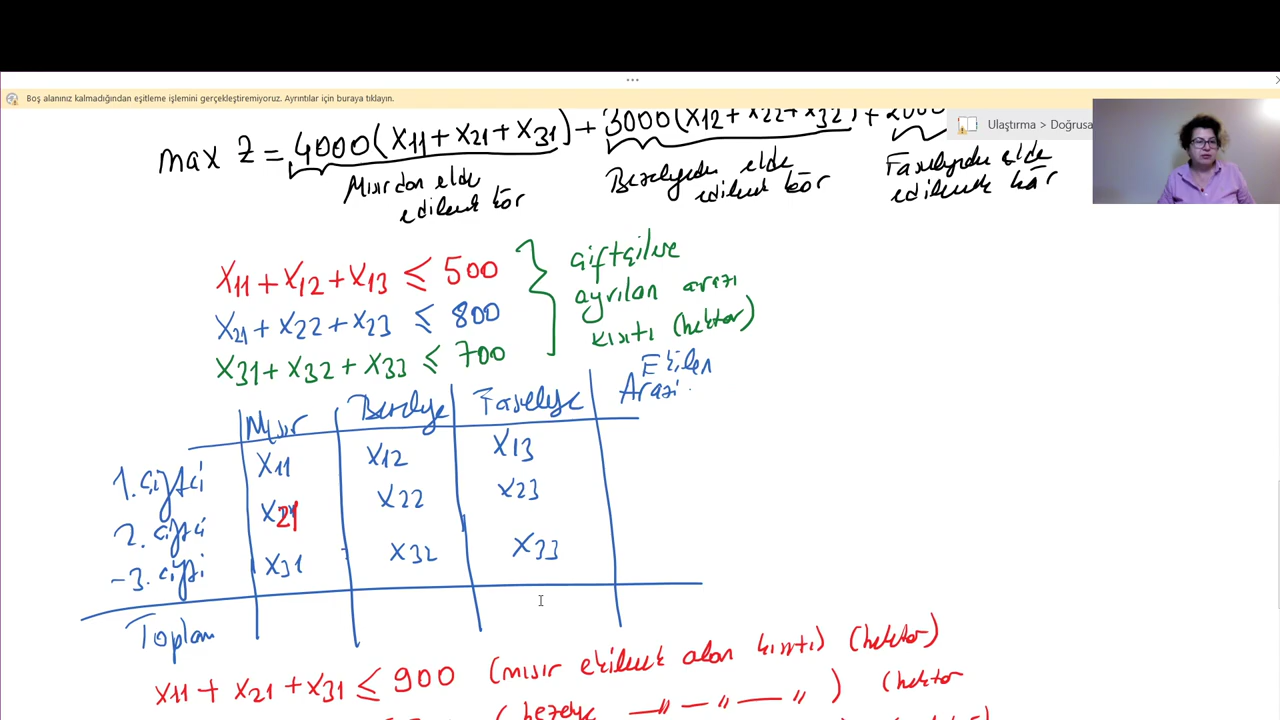 Boş alanınız kalmadığından eşitleme işlemini gerçekleştiremiyoruz. Ayrıntılar için buraya tıklayın.
Ulaştırma > Doğrusa
max Z = 4000(X11 + X21 + X31) + 3000(X12 + X22 + X32) + 2000
Mısırdan elde edilecek kâr
Bezelyeden elde edilecek kâr
Fasulyeden elde edilecek kâr
X11 + X12 + X13 ≤ 500
X21 + X22 + X23 ≤ 800
X31 + X32 + X33 ≤ 700
çiftçilere
ayrılan arazi
kısıtı (hektar)
Mısır Bezelye Fasulye Ekilen Arazi
1. çiftçi X11 X12 X13
2. çiftçi X21 X22 X23
3. çiftçi X31 X32 X33
Toplam
X11 + X21 + X31 ≤ 900 (mısır ekilecek alan kısıtı) (hektar)
(bezelye — " — " — " ) (hektar